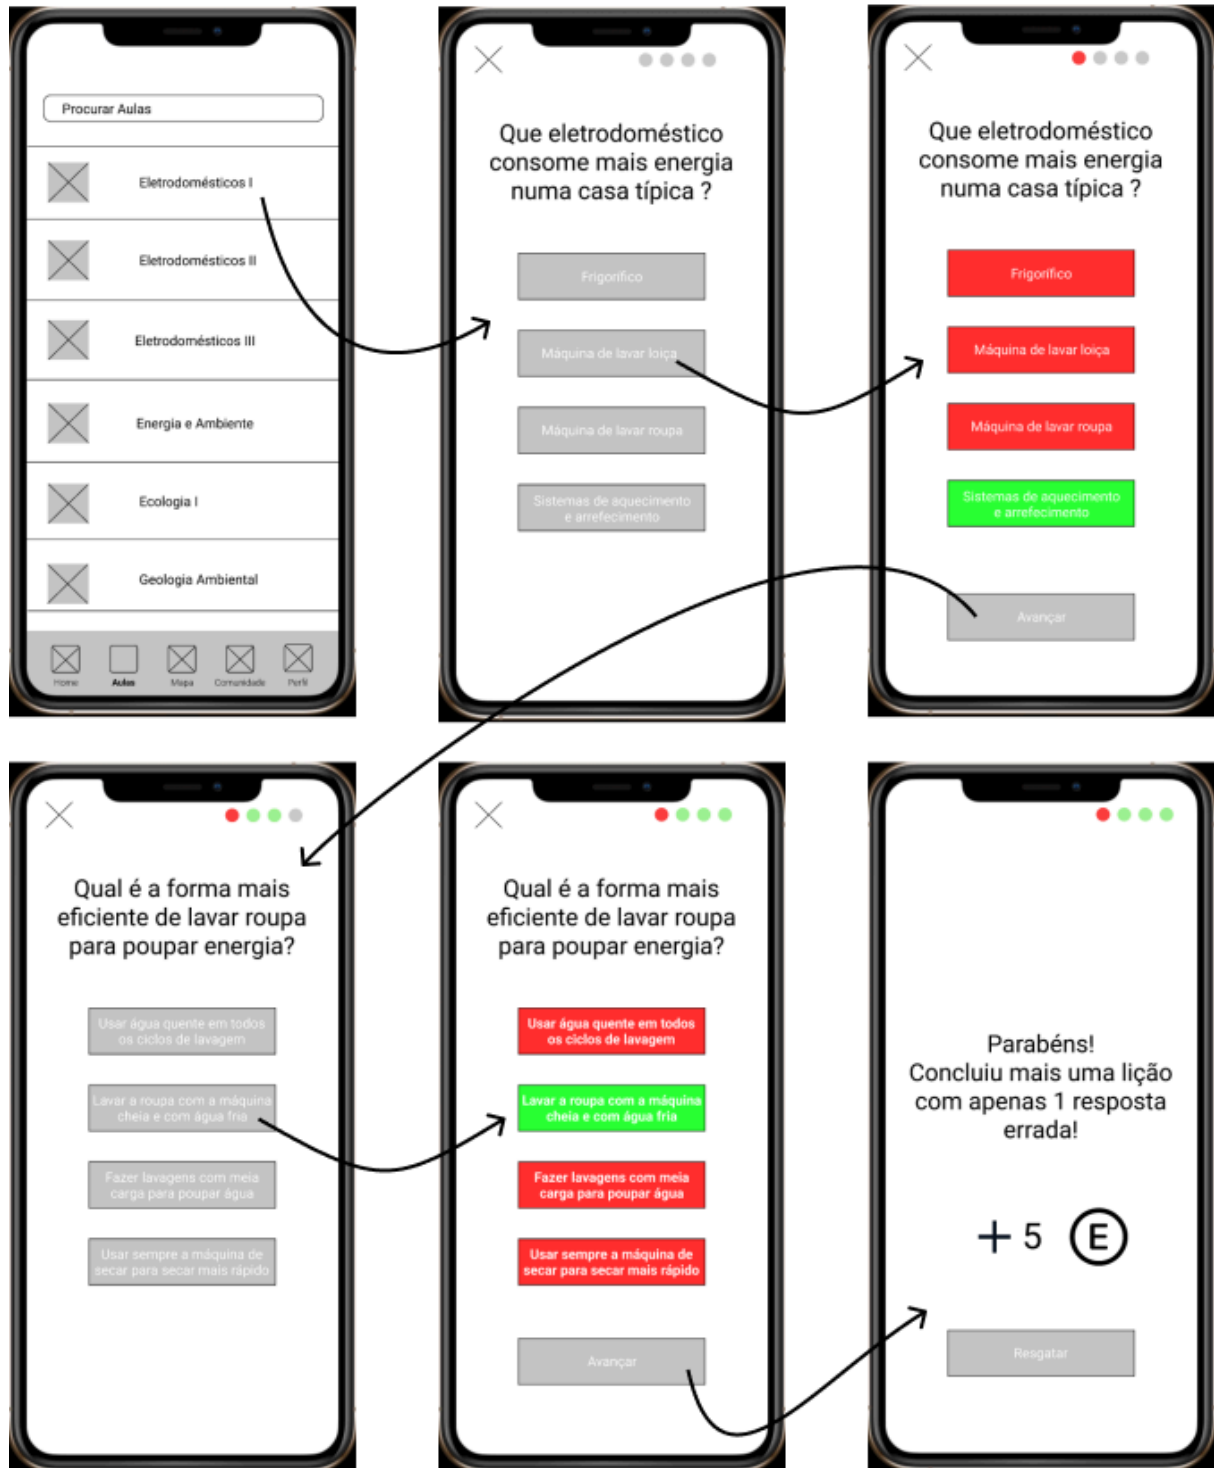 Procurar Aulas
Eletrodomésticos I
Eletrodomésticos II
Eletrodomésticos III
Energia e Ambiente
Ecologia I
Geologia Ambiental
Home Aulas Mapa Comunidade Perfil
Que eletrodoméstico
consome mais energia
numa casa típica ?
Frigorífico
Máquina de lavar loiça
Máquina de lavar roupa
Sistemas de aquecimento
e arrefecimento
Que eletrodoméstico
consome mais energia
numa casa típica ?
Frigorífico
Máquina de lavar loiça
Máquina de lavar roupa
Sistemas de aquecimento
e arrefecimento
Avançar
Qual é a forma mais
eficiente de lavar roupa
para poupar energia?
Usar água quente em todos
os ciclos de lavagem
Lavar a roupa com a máquina
cheia e com água fria
Fazer lavagens com meia
carga para poupar água
Usar sempre a máquina de
secar para secar mais rápido
Qual é a forma mais
eficiente de lavar roupa
para poupar energia?
Usar água quente em todos
os ciclos de lavagem
Lavar a roupa com a máquina
cheia e com água fria
Fazer lavagens com meia
carga para poupar água
Usar sempre a máquina de
secar para secar mais rápido
Avançar
Parabéns!
Concluiu mais uma lição
com apenas 1 resposta
errada!
+ 5 E
Resgatar